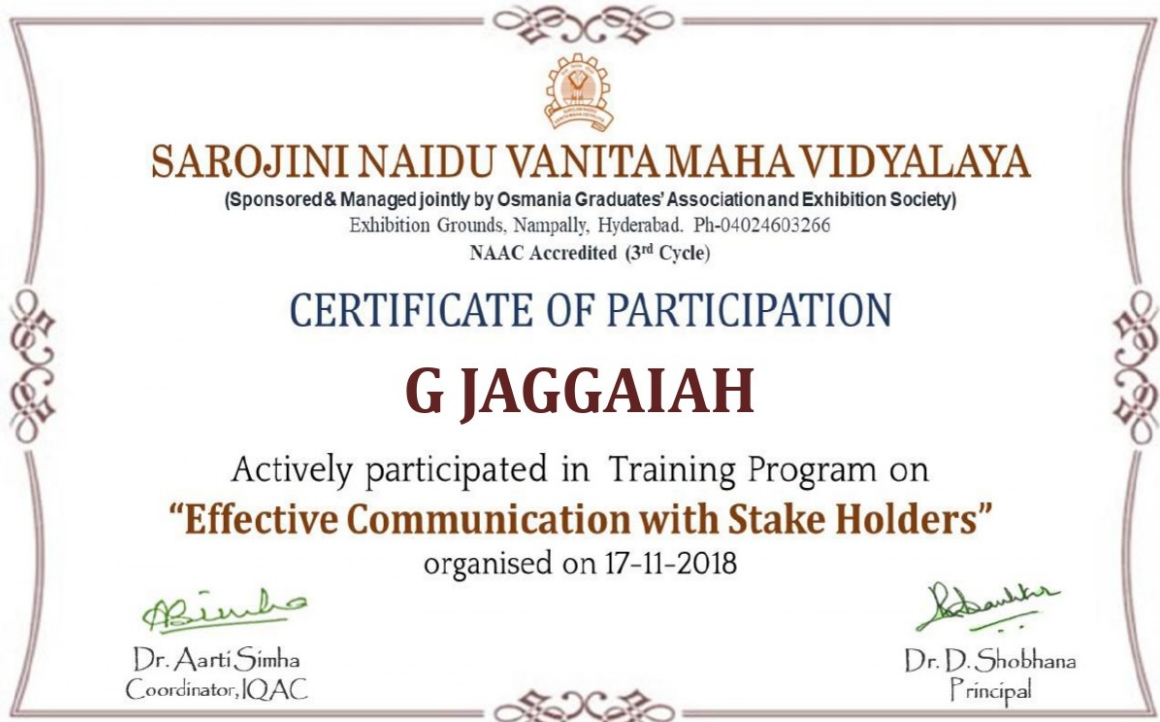 SAROJINI NAIDU VANITA MAHA VIDYALAYA
(Sponsored & Managed jointly by Osmania Graduates' Association and Exhibition Society)
Exhibition Grounds, Nampally, Hyderabad. Ph-04024603266
NAAC Accredited (3rd Cycle)
CERTIFICATE OF PARTICIPATION
G JAGGAIAH
Actively participated in Training Program on
“Effective Communication with Stake Holders”
organised on 17-11-2018
Dr. Aarti Simha
Coordinator, IQAC
Dr. D. Shobhana
Principal